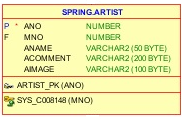 SPRING.ARTIST
P * ANO NUMBER
F MNO NUMBER
ANAME VARCHAR2 (50 BYTE)
ACOMMENT VARCHAR2 (200 BYTE)
AIMAGE VARCHAR2 (100 BYTE)
ARTIST_PK (ANO)
SYS_C008148 (MNO)